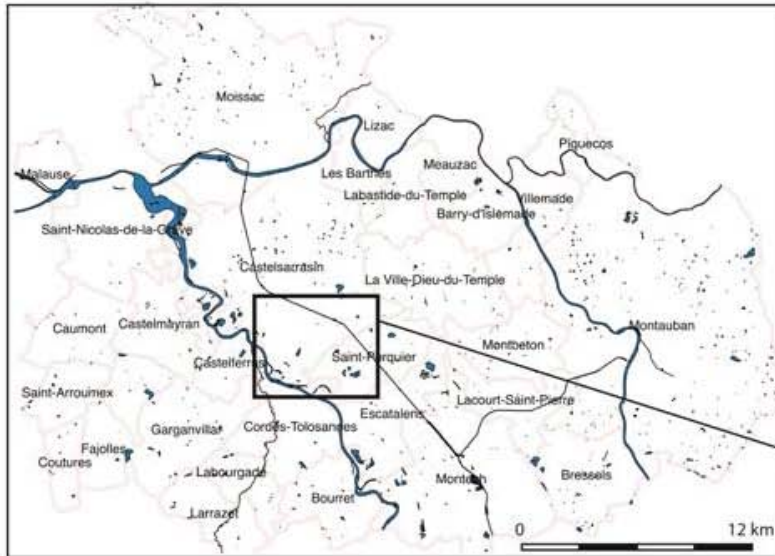 Moissac
Lizac
Piquecos
Malause
Les Barthes
Meauzac
Labastide-du-Temple
Villemade
Barry-d'Islemade
Saint-Nicolas-de-la-Grave
Castelsarrasin
La Ville-Dieu-du-Temple
Caumont
Castelmayran
Montauban
Montbeton
Castelferrus
Saint-Porquier
Saint-Arroumex
Lacourt-Saint-Pierre
Escatalens
Garganvillar
Cordes-Tolosannes
Fajolles
Coutures
Labourgade
Montech
Bressols
Bourret
Larrazet
0 12 km